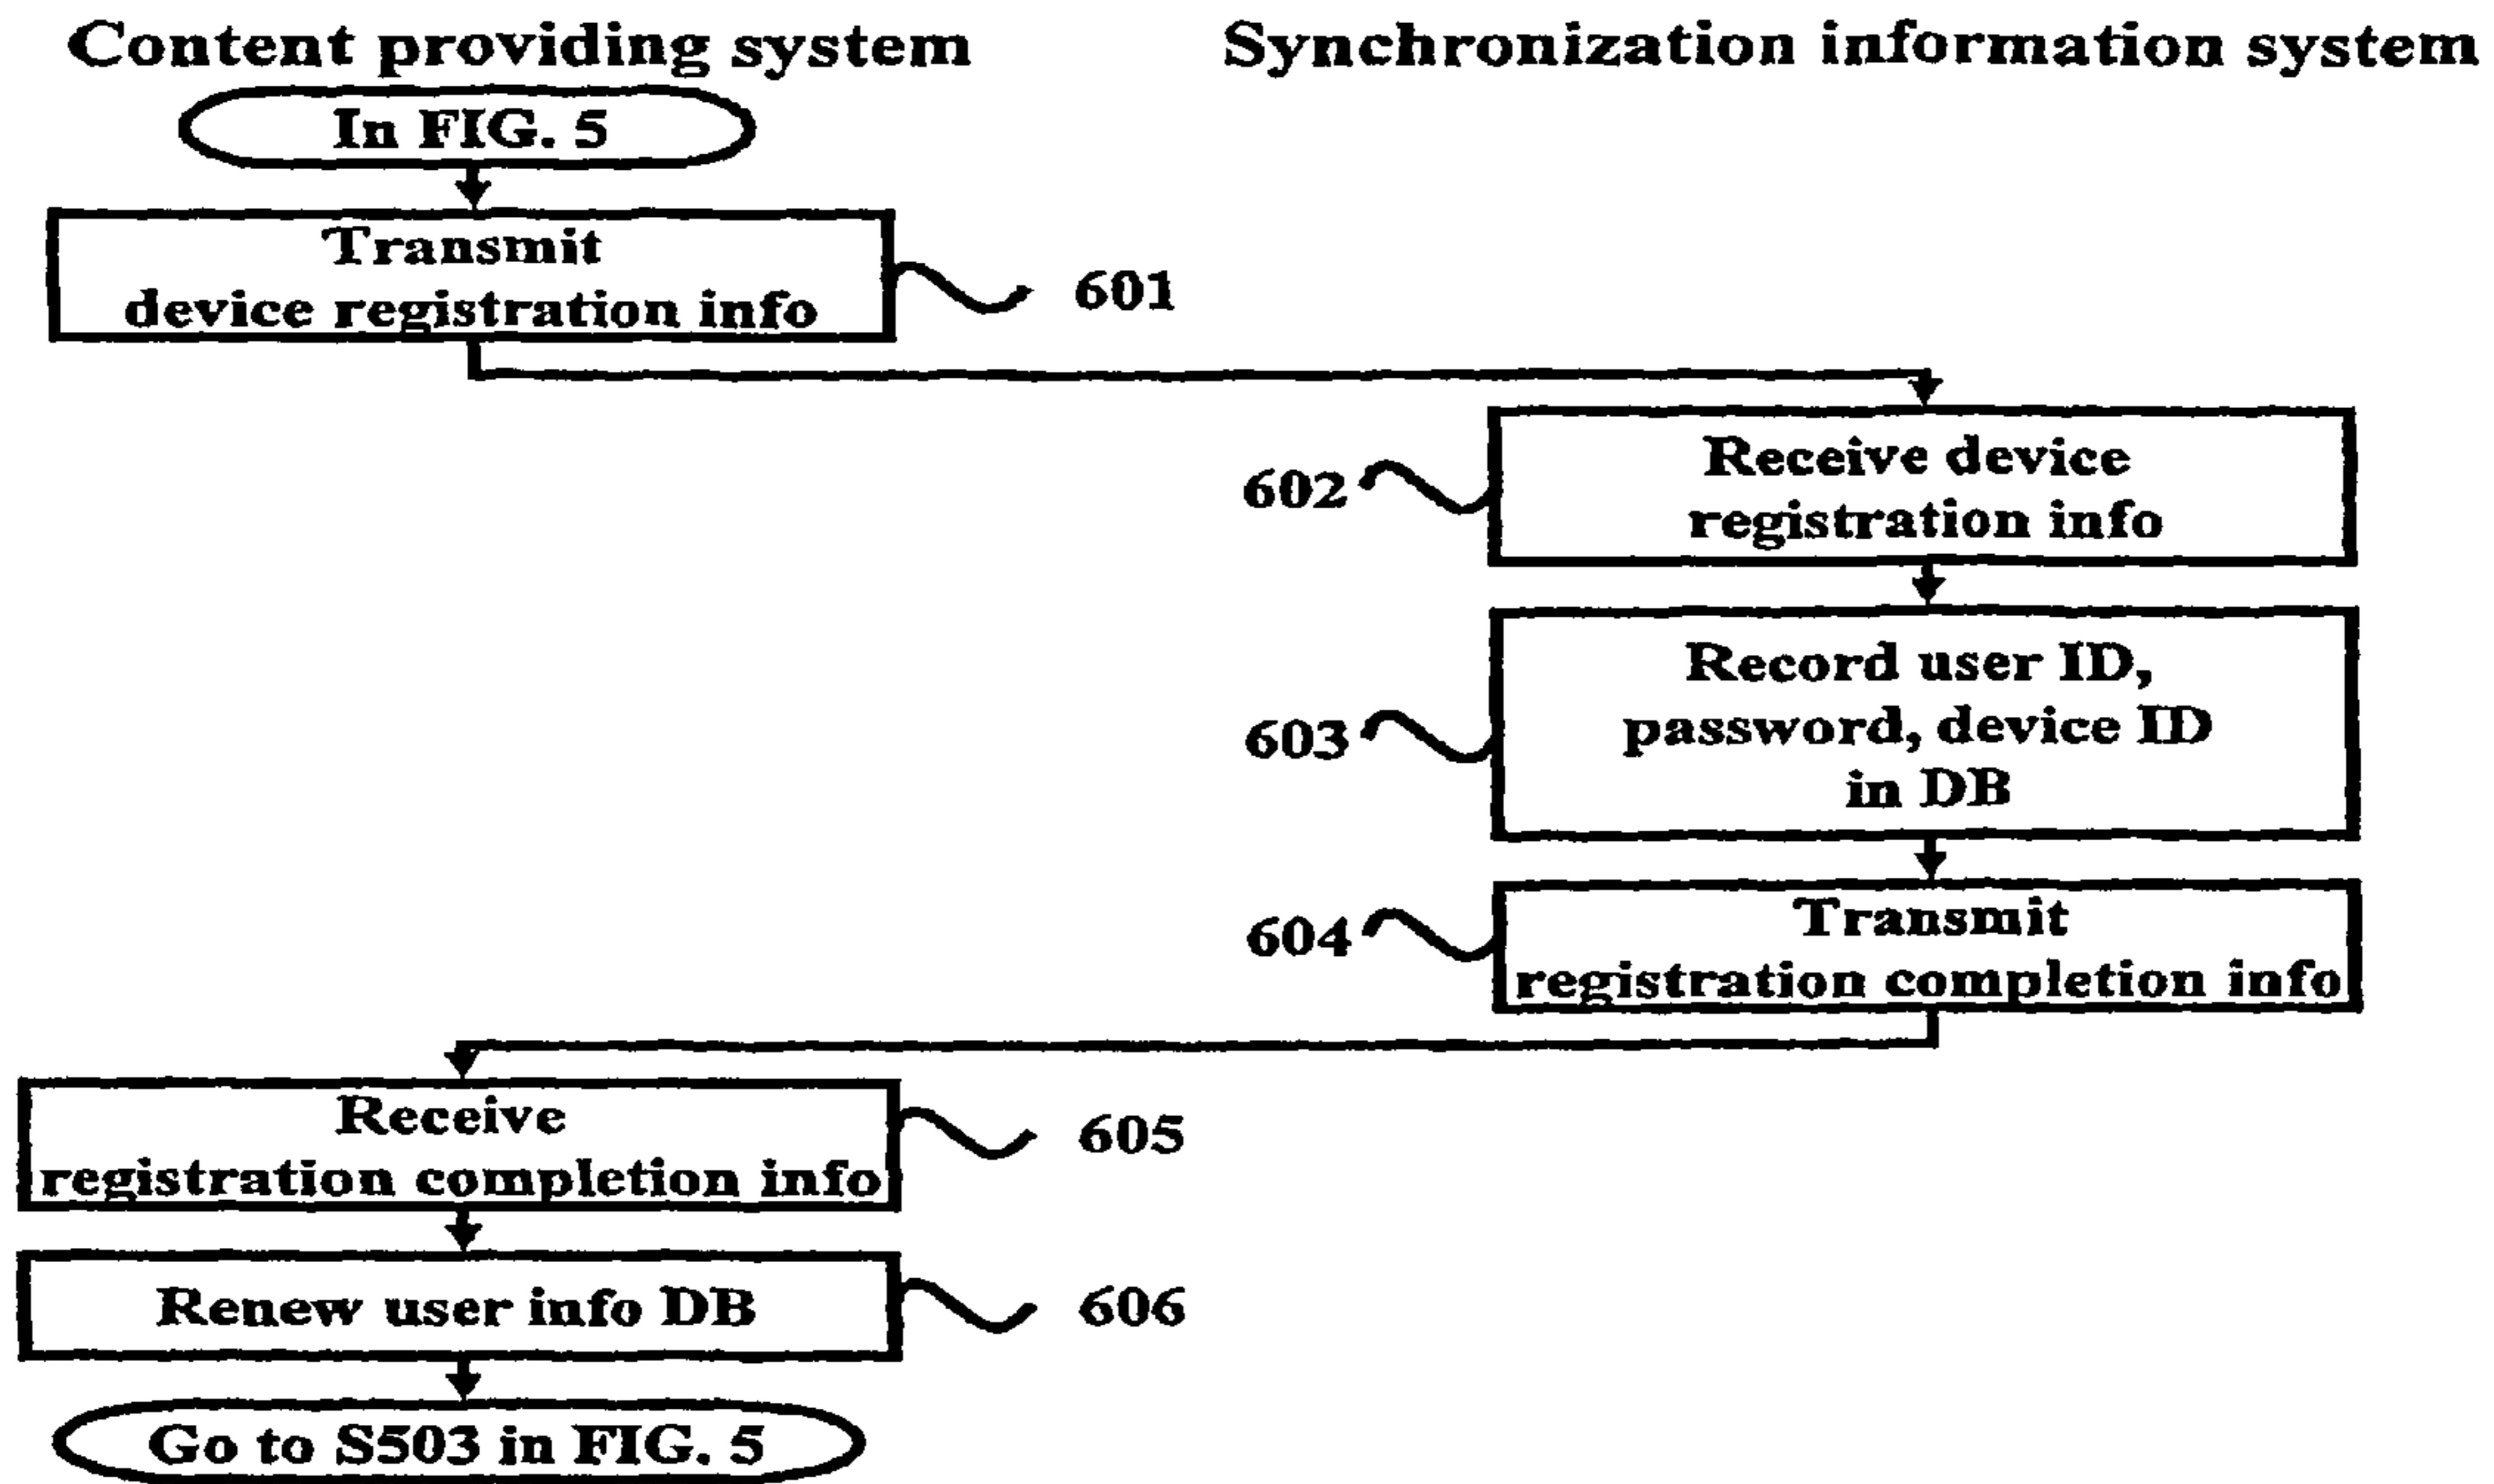 Content providing system
Synchronization information system
In FIG. 5
Transmit
device registration info
601
602
Receive device
registration info
603
Record user ID,
password, device ID
in DB
604
Transmit
registration completion info
Receive
registration completion info
605
Renew user info DB
606
Go to S503 in FIG. 5